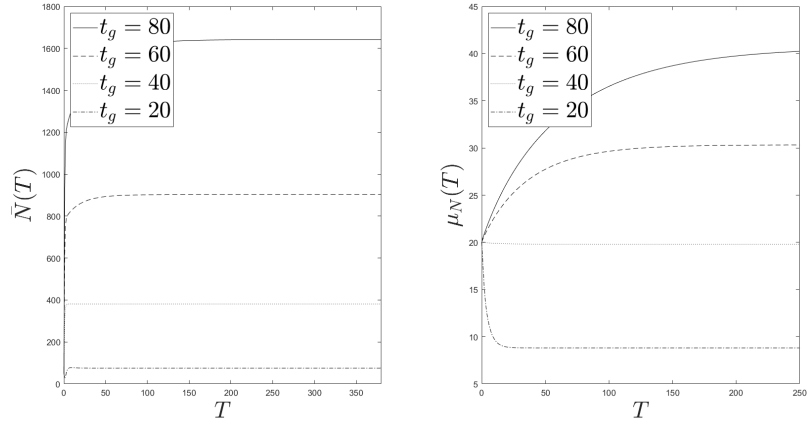 1800
1600
1400
1200
1000
800
600
400
200
0
0 50 100 150 200 250 300 350
N̄(T)
T
t_g = 80
t_g = 60
t_g = 40
t_g = 20
45
40
35
30
25
20
15
10
5
0 50 100 150 200 250
μ_N(T)
T
t_g = 80
t_g = 60
t_g = 40
t_g = 20